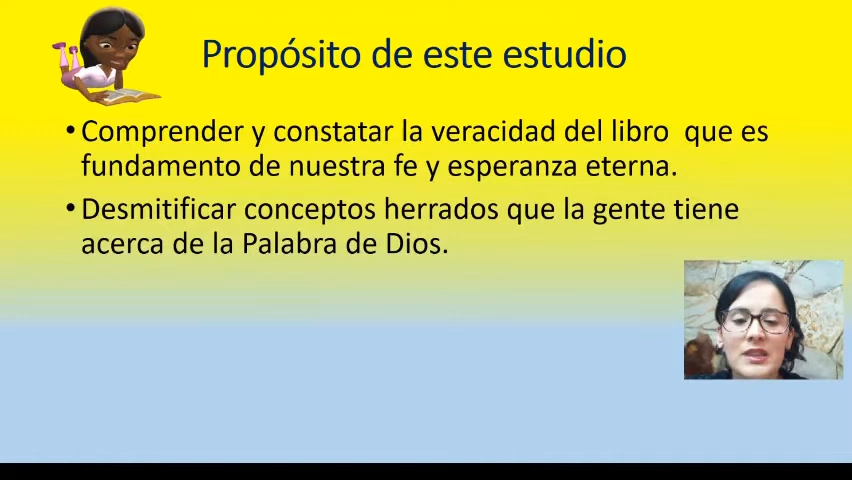 Propósito de este estudio
• Comprender y constatar la veracidad del libro que es
fundamento de nuestra fe y esperanza eterna.
• Desmitificar conceptos herrados que la gente tiene
acerca de la Palabra de Dios.